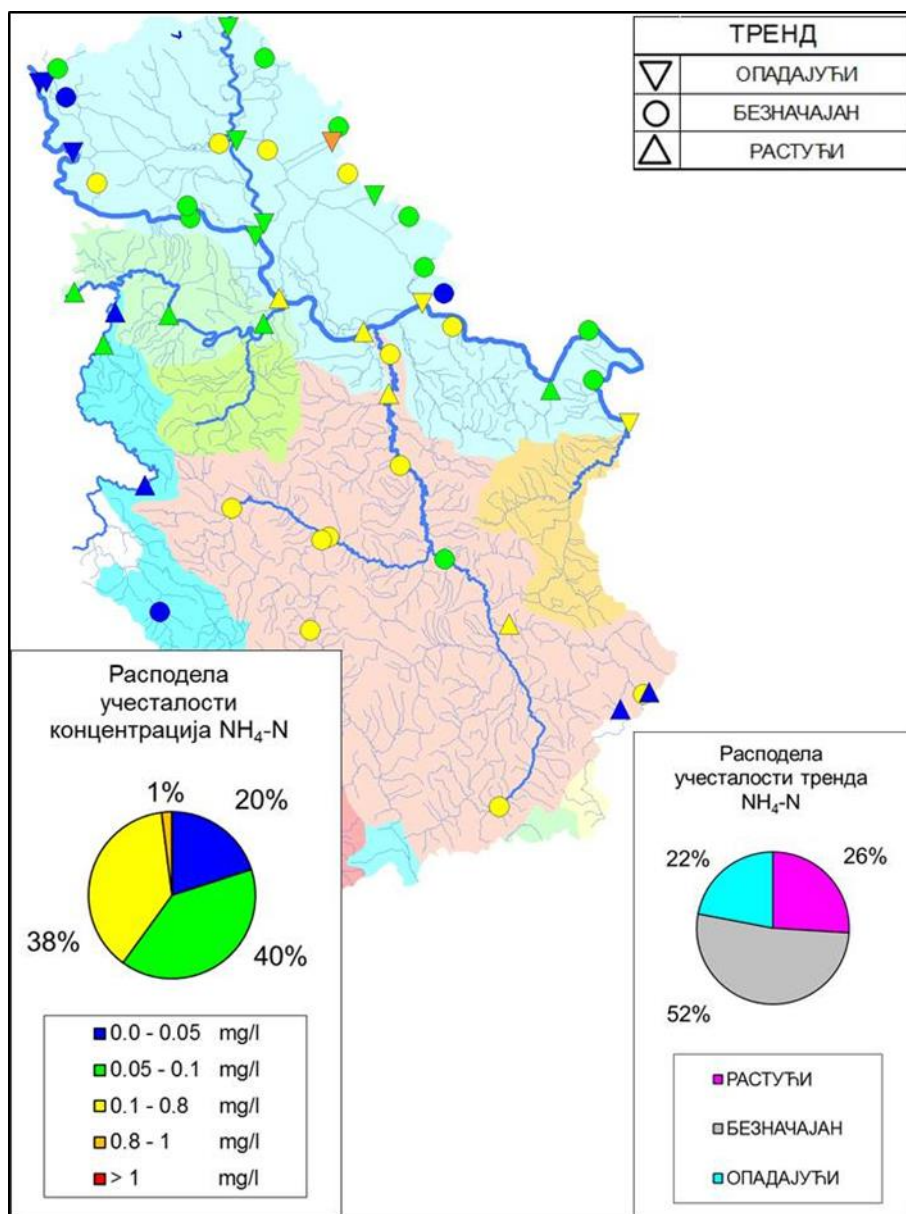 ТРЕНД
ОПАДАЈУЋИ
БЕЗНАЧАЈАН
РАСТУЋИ
Расподела
учесталости
концентрација NH₄-N
1%
20%
38%
40%
0.0 - 0.05 mg/l
0.05 - 0.1 mg/l
0.1 - 0.8 mg/l
0.8 - 1 mg/l
> 1 mg/l
Расподела
учесталости тренда
NH₄-N
22%
26%
52%
РАСТУЋИ
БЕЗНАЧАЈАН
ОПАДАЈУЋИ